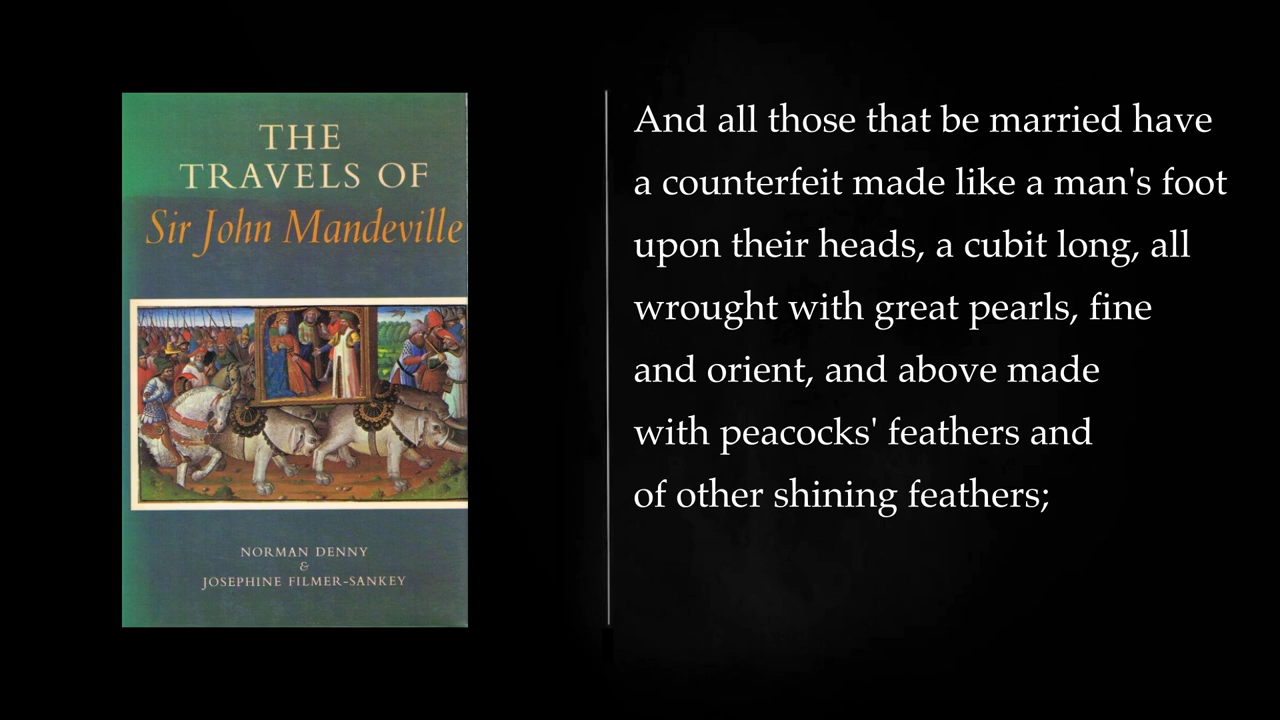 THE
TRAVELS OF
Sir John Mandeville
NORMAN DENNY
&
JOSEPHINE FILMER-SANKEY
And all those that be married have
a counterfeit made like a man's foot
upon their heads, a cubit long, all
wrought with great pearls, fine
and orient, and above made
with peacocks' feathers and
of other shining feathers;